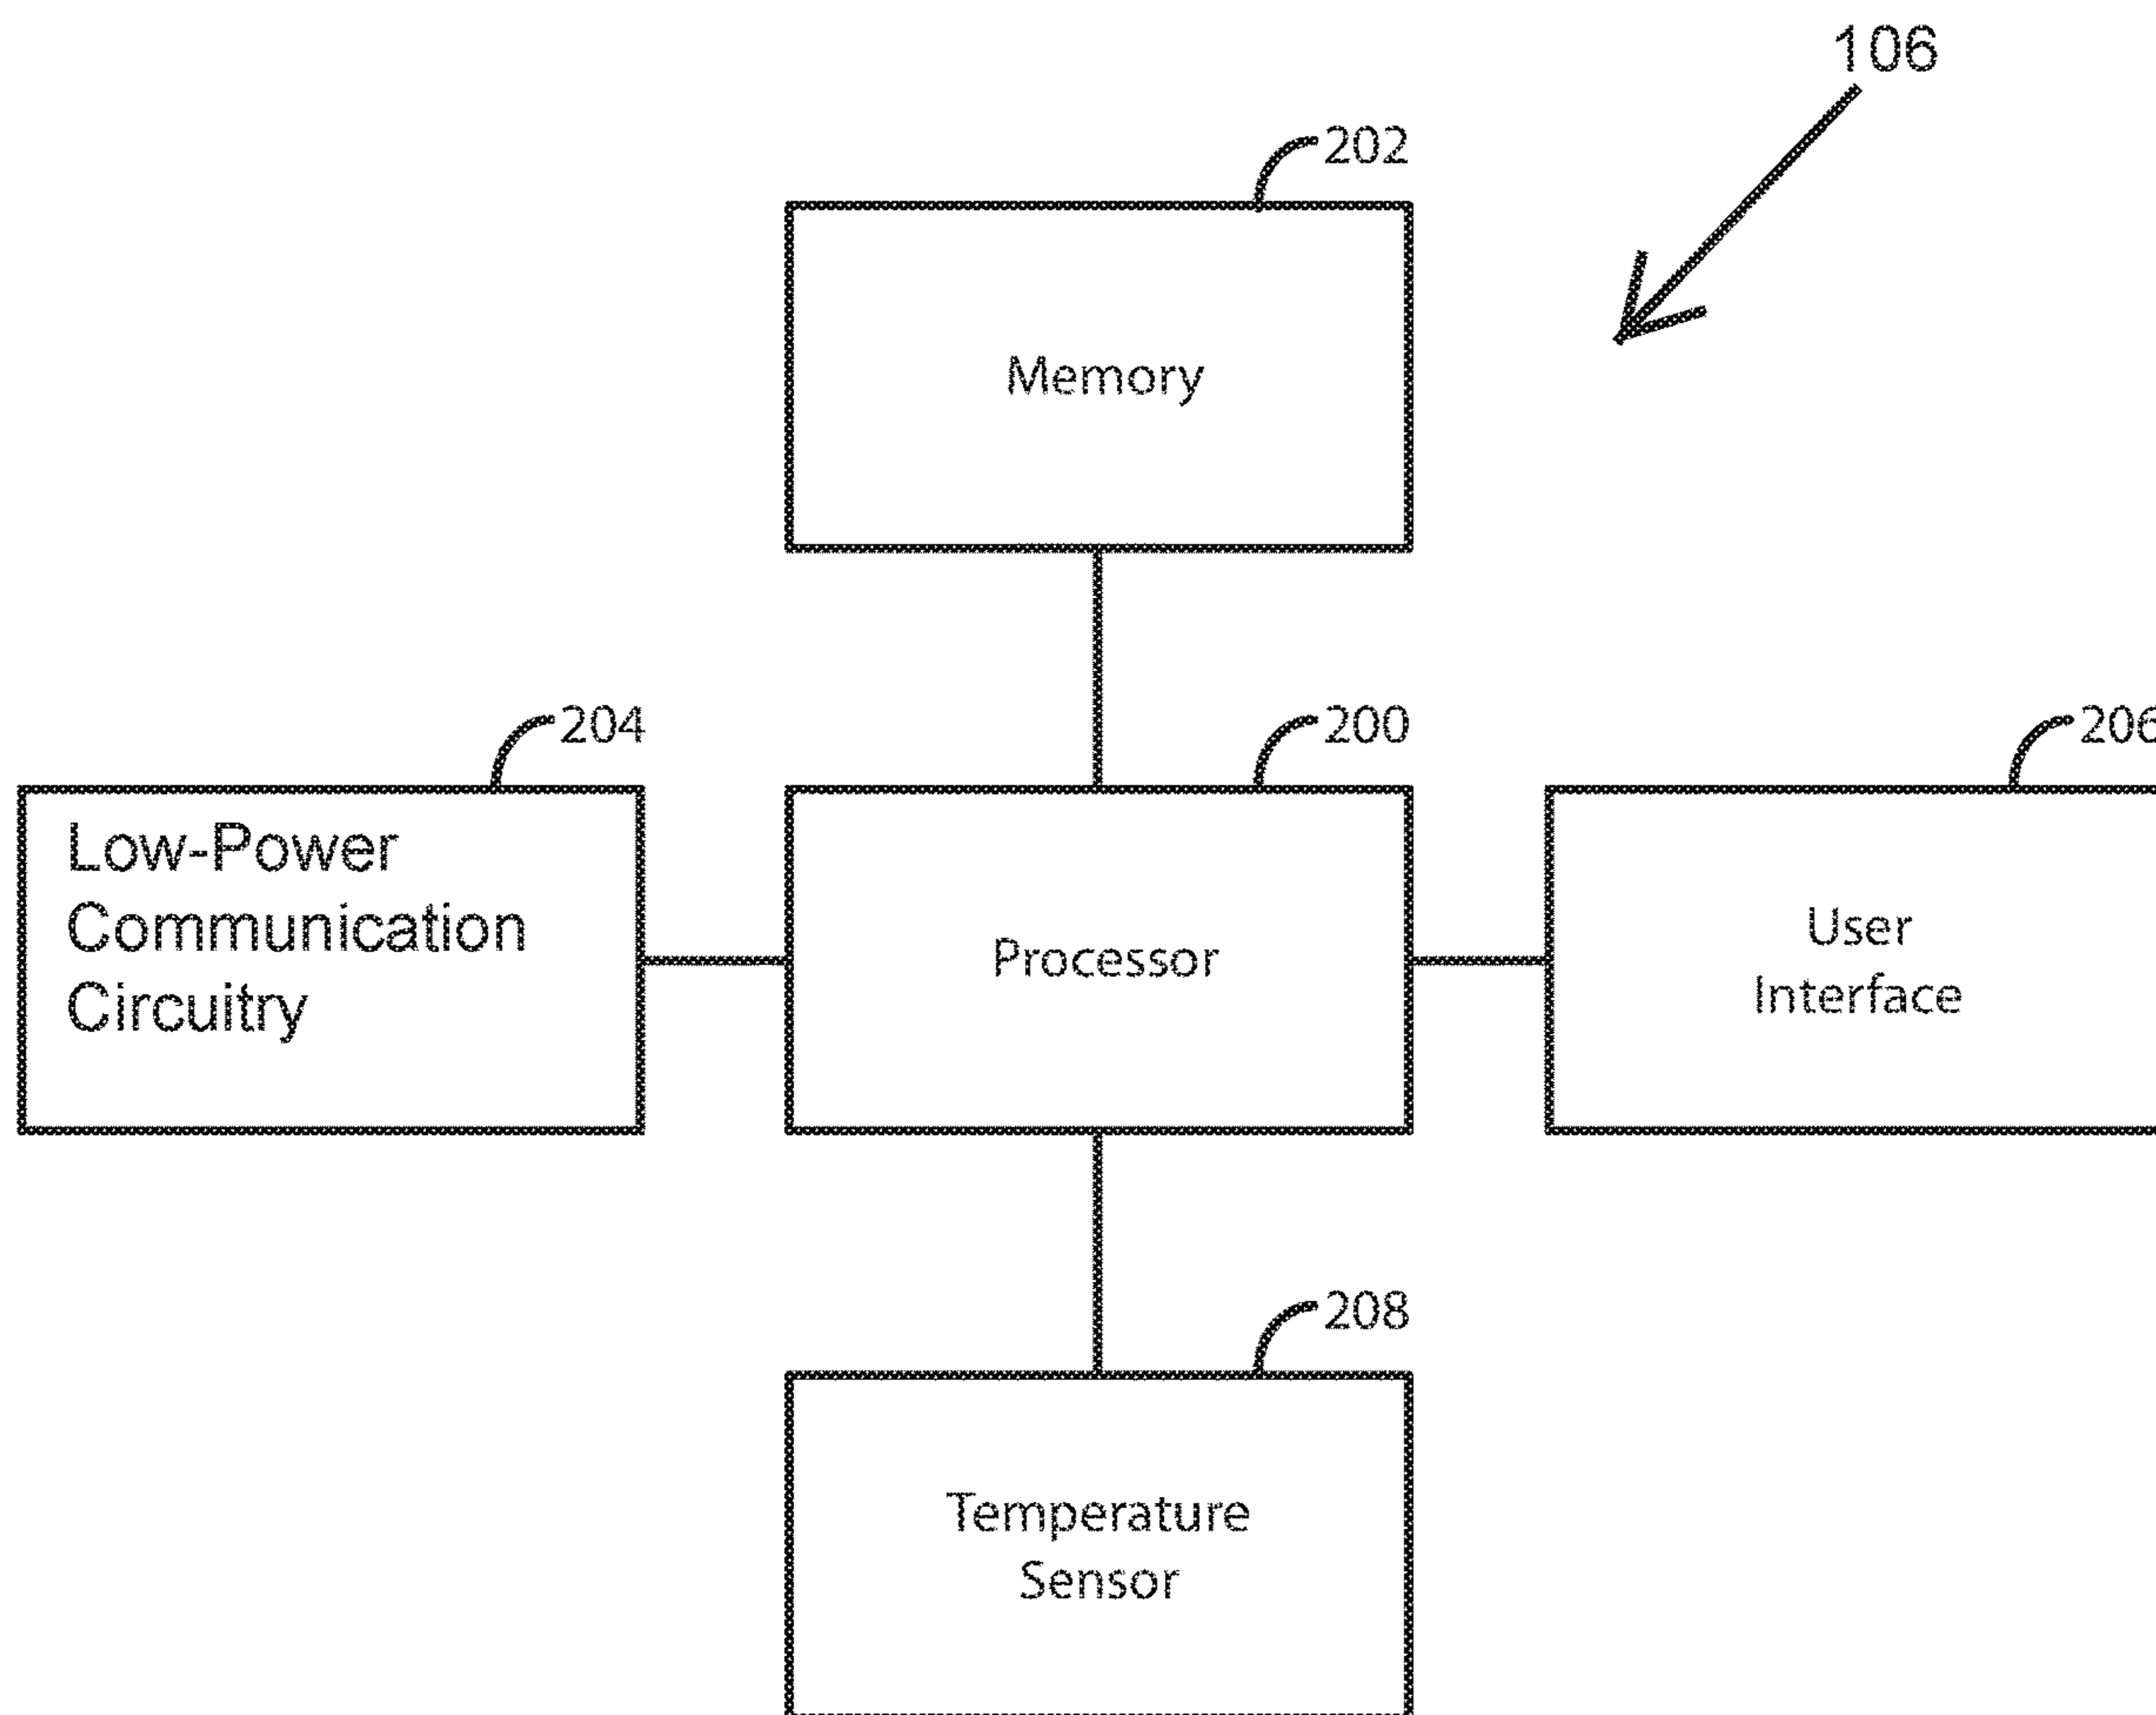 106
202
Memory
204
200
206
Low-Power
Communication
Circuitry
Processor
User
Interface
208
Temperature
Sensor